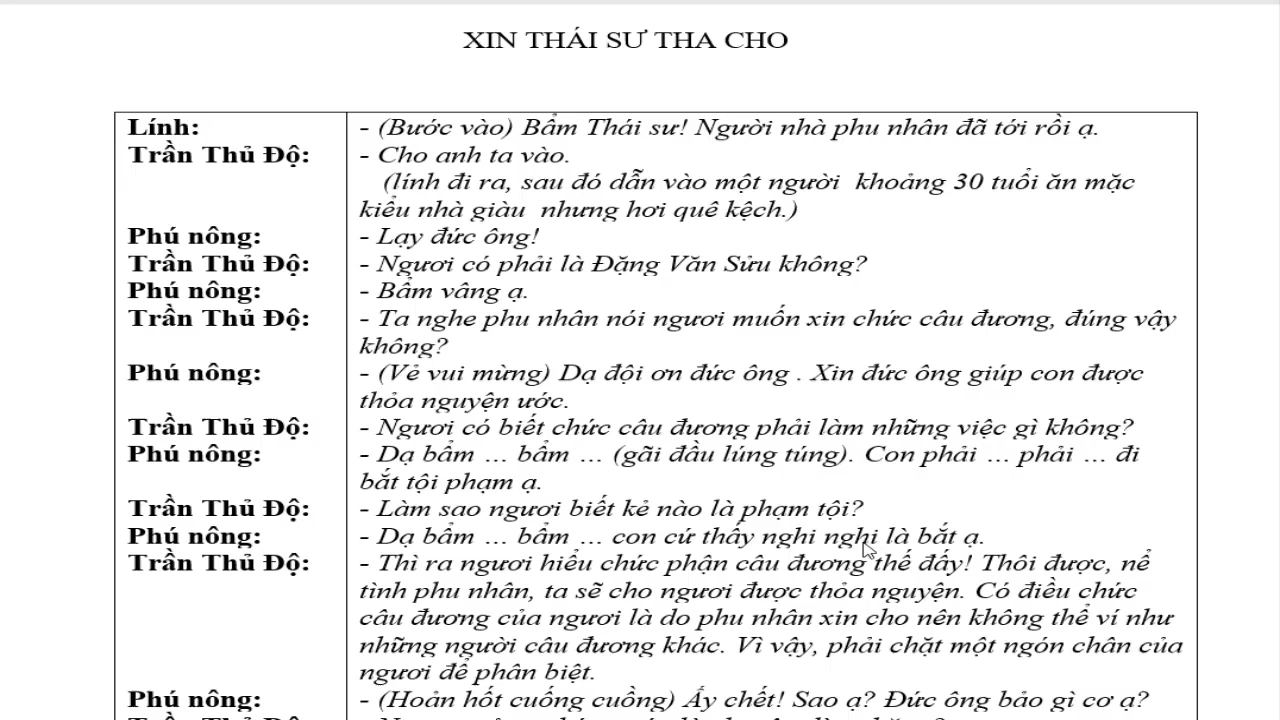 XIN THÁI SƯ THA CHO
Lính: - (Bước vào) Bẩm Thái sư! Người nhà phu nhân đã tới rồi ạ.
Trần Thủ Độ: - Cho anh ta vào.
(lính đi ra, sau đó dẫn vào một người khoảng 30 tuổi ăn mặc
kiểu nhà giàu nhưng hơi quê kệch.)
Phú nông: - Lạy đức ông!
Trần Thủ Độ: - Ngươi có phải là Đặng Văn Sửu không?
Phú nông: - Bẩm vâng ạ.
Trần Thủ Độ: - Ta nghe phu nhân nói ngươi muốn xin chức câu đương, đúng vậy
không?
Phú nông: - (Vẻ vui mừng) Dạ đội ơn đức ông . Xin đức ông giúp con được
thỏa nguyện ước.
Trần Thủ Độ: - Ngươi có biết chức câu đương phải làm những việc gì không?
Phú nông: - Dạ bẩm … bẩm … (gãi đầu lúng túng). Con phải … phải … đi
bắt tội phạm ạ.
Trần Thủ Độ: - Làm sao ngươi biết kẻ nào là phạm tội?
Phú nông: - Dạ bẩm … bẩm … con cứ thấy nghi nghi là bắt ạ.
Trần Thủ Độ: - Thì ra ngươi hiểu chức phận câu đương thế đấy! Thôi được, nể
tình phu nhân, ta sẽ cho ngươi được thỏa nguyện. Có điều chức
câu đương của ngươi là do phu nhân xin cho nên không thể ví như
những người câu đương khác. Vì vậy, phải chặt một ngón chân của
ngươi để phân biệt.
Phú nông: - (Hoản hốt cuống cuồng) Ấy chết! Sao ạ? Đức ông bảo gì cơ ạ?
Trần Thủ Độ: